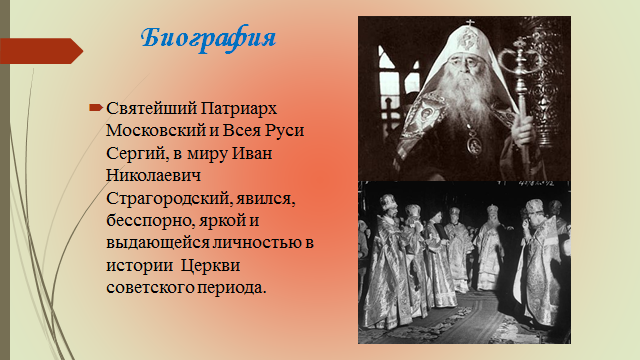 Биография
Святейший Патриарх
Московский и Всея Руси
Сергий, в миру Иван
Николаевич
Страгородский, явился,
бесспорно, яркой и
выдающейся личностью в
истории Церкви
советского периода.